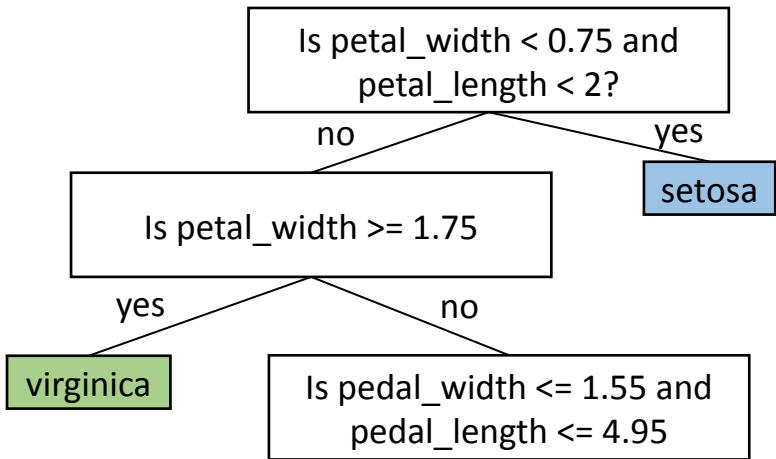 Is petal_width < 0.75 and
petal_length < 2?
no
yes
setosa
Is petal_width >= 1.75
yes
no
virginica
Is pedal_width <= 1.55 and
pedal_length <= 4.95